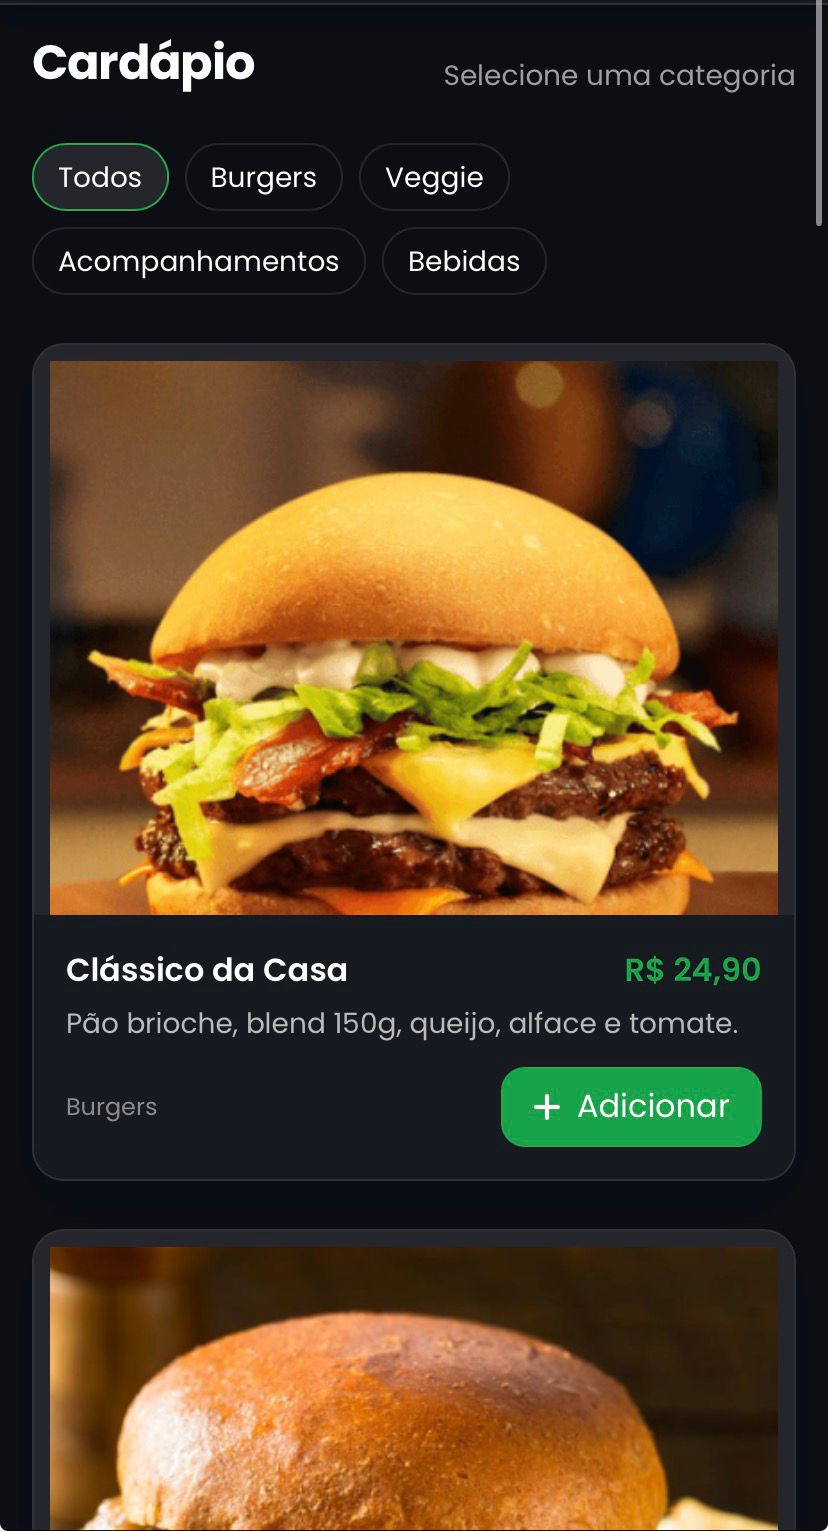 Cardápio
Selecione uma categoria
Todos
Burgers
Veggie
Acompanhamentos
Bebidas
Clássico da Casa
R$ 24,90
Pão brioche, blend 150g, queijo, alface e tomate.
Burgers
+ Adicionar